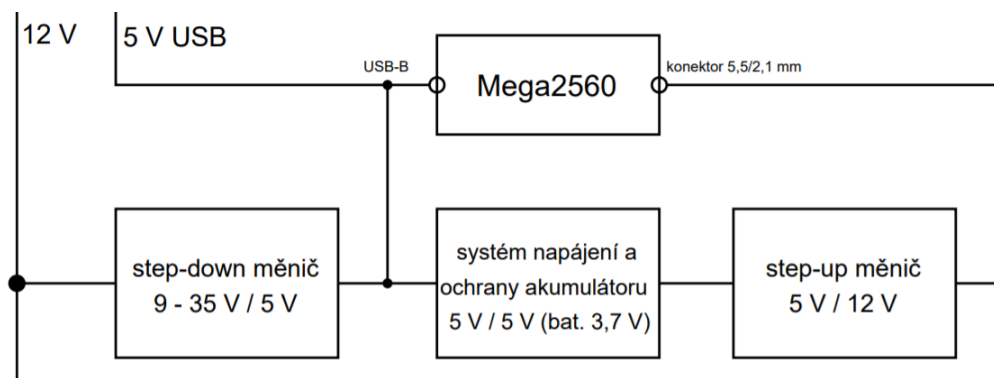 12 V
5 V USB
USB-B
Mega2560
konektor 5,5/2,1 mm
step-down měnič
9 - 35 V / 5 V
systém napájení a
ochrany akumulátoru
5 V / 5 V (bat. 3,7 V)
step-up měnič
5 V / 12 V